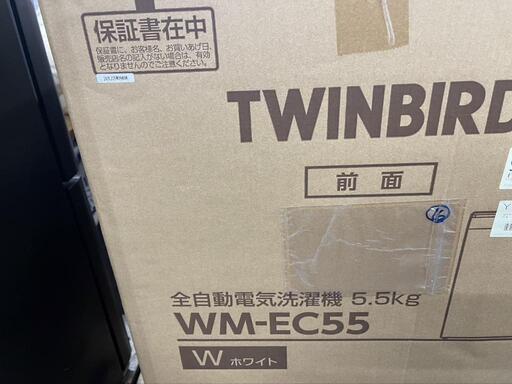 保証書在中
保証書に、お客様名、お買いあげ日、
販売店名の記入がない場合は、有効
となりませんのでご注意ください。
TWINBIRD
前面
16
全自動電気洗濯機 5.5kg
WM-EC55
W ホワイト